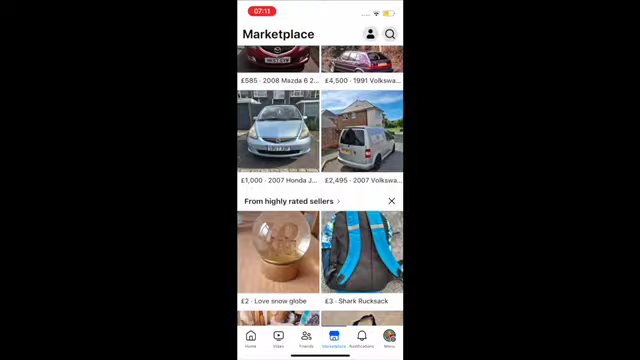 07:11
Marketplace
£585 · 2008 Mazda 6 2...
£4,500 · 1991 Volkswa...
£1,000 · 2007 Honda J...
£2,495 · 2007 Volkswa...
From highly rated sellers
£2 · Love snow globe
£3 · Shark Rucksack
Home
Video
Friends
Marketplace
Notifications
Menu